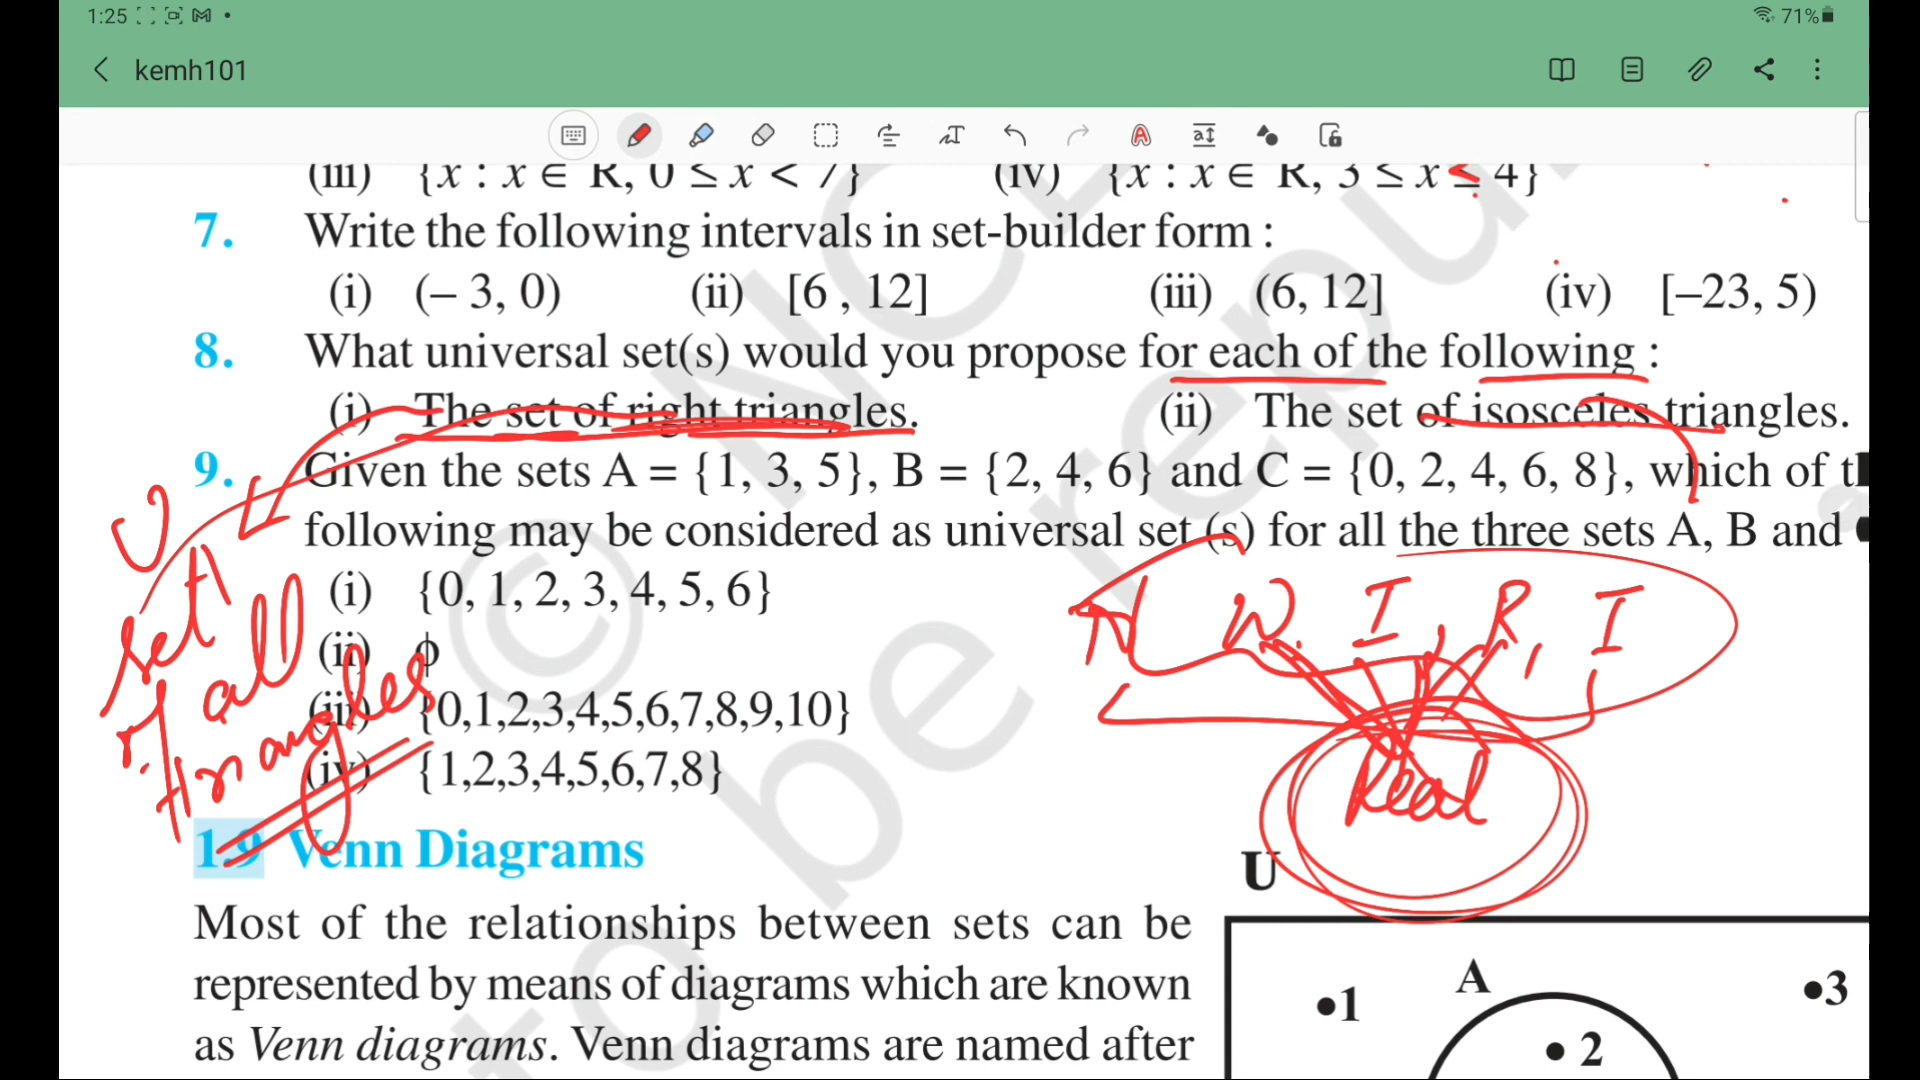 1:25
71%
kemh101
(iii) {x : x ∈ R, 0 ≤ x < 7} (iv) {x : x ∈ R, 3 ≤ x ≤ 4}
7. Write the following intervals in set-builder form :
(i) (– 3, 0) (ii) [6 , 12] (iii) (6, 12] (iv) [–23, 5)
8. What universal set(s) would you propose for each of the following :
(i) The set of right triangles. (ii) The set of isosceles triangles.
9. Given the sets A = {1, 3, 5}, B = {2, 4, 6} and C = {0, 2, 4, 6, 8}, which of
following may be considered as universal set (s) for all the three sets A, B and
(i) {0, 1, 2, 3, 4, 5, 6}
(ii) ϕ
(iii) {0,1,2,3,4,5,6,7,8,9,10}
(iv) {1,2,3,4,5,6,7,8}
U
set
of all
triangles
N W, I, R, I
Real
1.9 Venn Diagrams
Most of the relationships between sets can be
represented by means of diagrams which are known
as Venn diagrams. Venn diagrams are named after
U
A
•1
•3
• 2